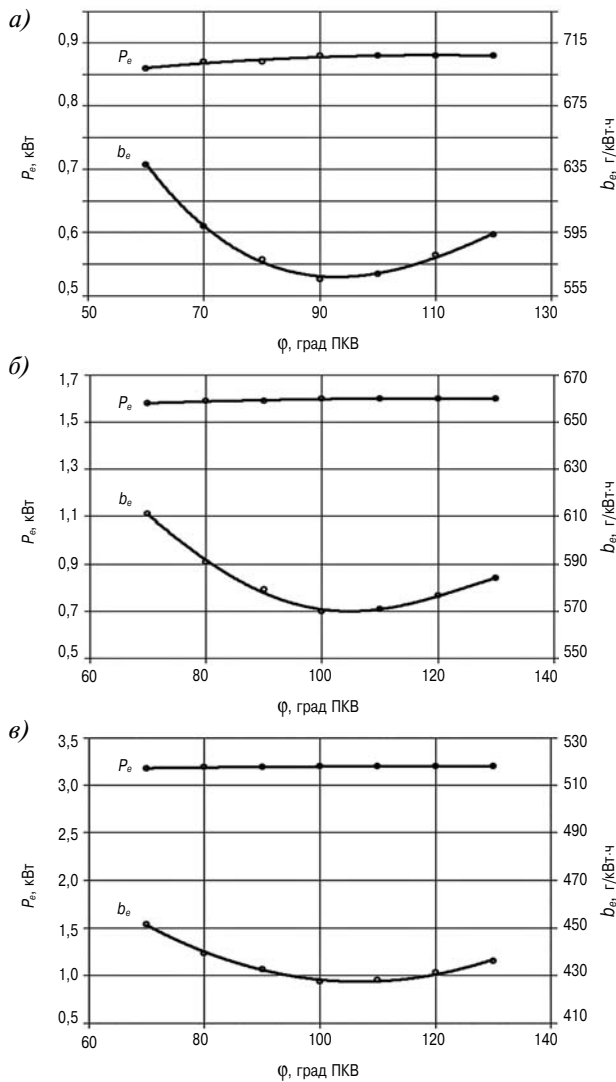 а)
0,9
0,8
0,7
0,6
0,5
Pe, кВт
Pe
be
715
675
635
595
555
be, г/кВт·ч
50 70 90 110 130
φ, град ПКВ
б)
1,7
1,5
1,3
1,1
0,9
0,7
0,5
Pe, кВт
Pe
be
670
650
630
610
590
570
550
be, г/кВт·ч
60 80 100 120 140
φ, град ПКВ
в)
3,5
3,0
2,5
2,0
1,5
1,0
0,5
Pe, кВт
Pe
be
530
510
490
470
450
430
410
be, г/кВт·ч
60 80 100 120 140
φ, град ПКВ